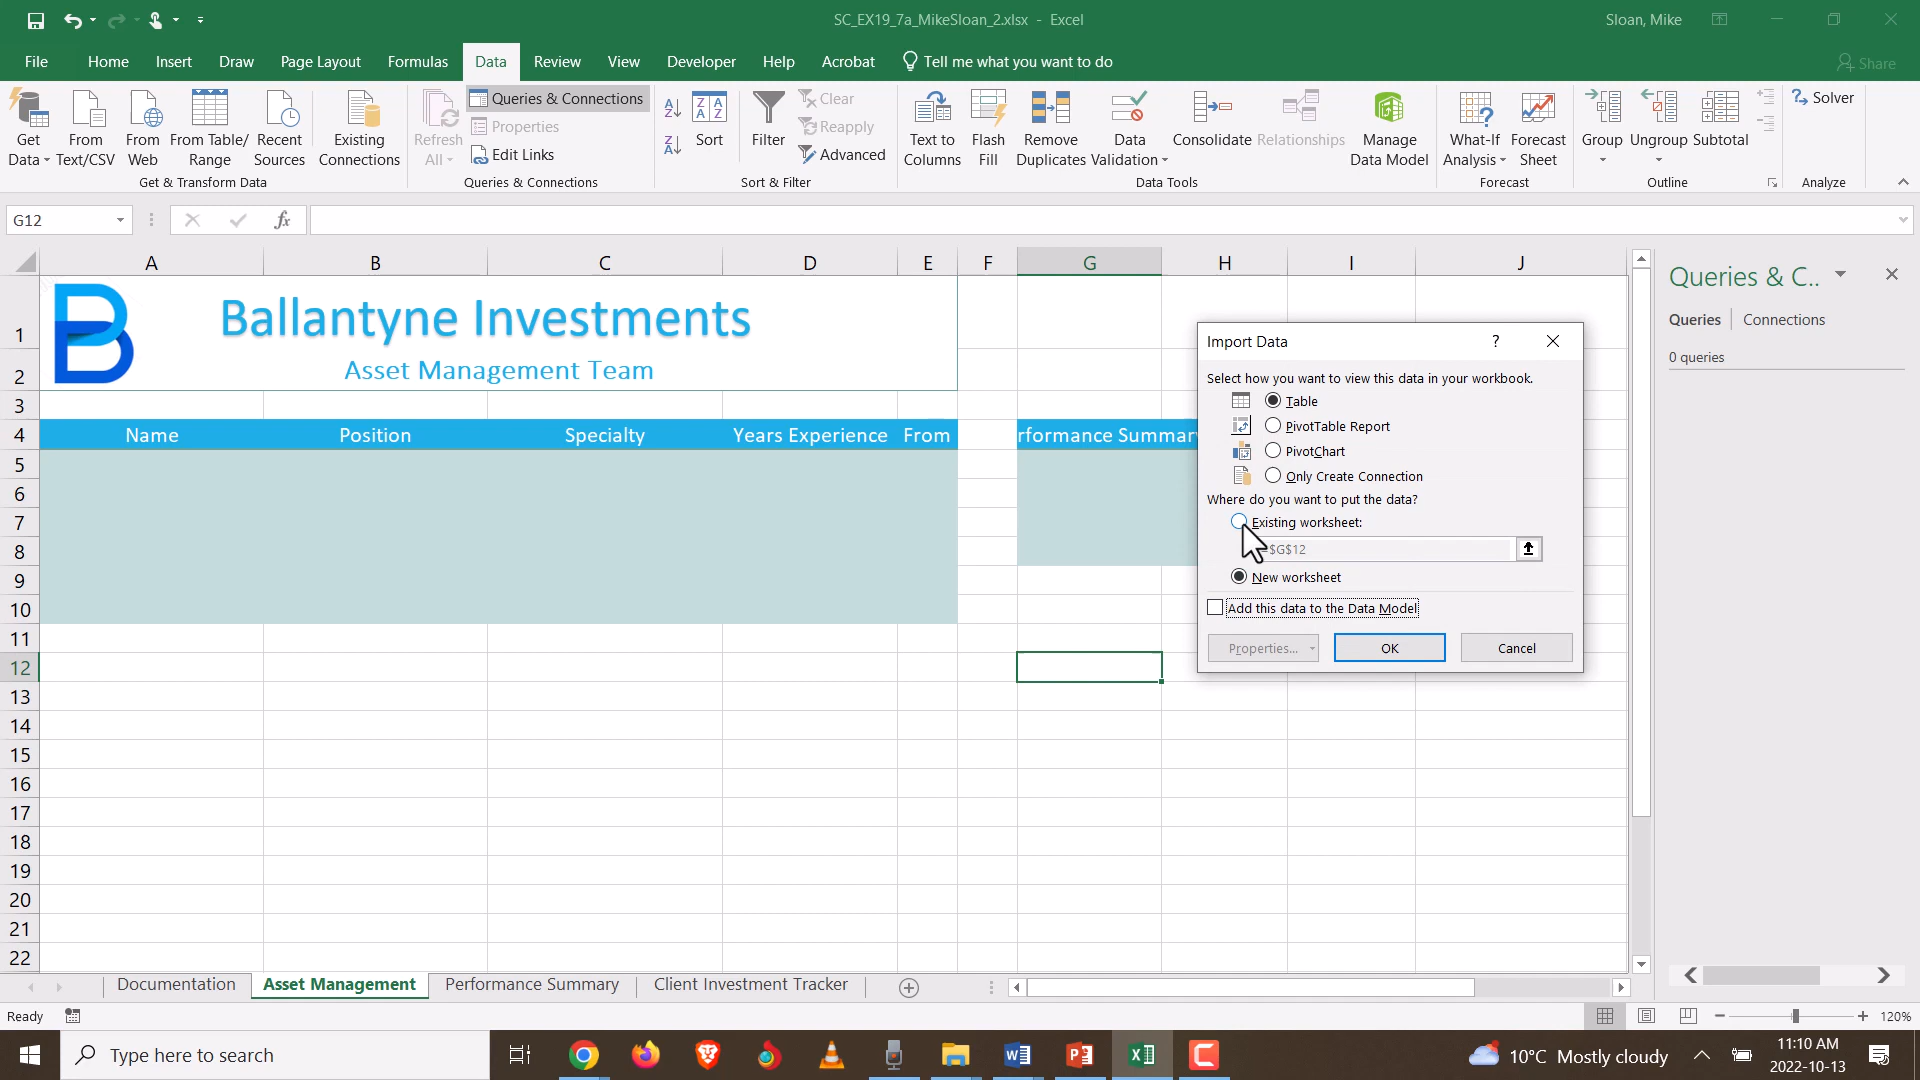 SC_EX19_7a_MikeSloan_2.xlsx - Excel
Sloan, Mike
File Home Insert Draw Page Layout Formulas Data Review View Developer Help Acrobat Tell me what you want to do Share
Get Data
From Text/CSV
From Web
From Table/ Range
Recent Sources
Existing Connections
Get & Transform Data
Refresh All
Queries & Connections
Properties
Edit Links
Queries & Connections
Sort
Filter
Clear
Reapply
Advanced
Sort & Filter
Text to Columns
Flash Fill
Remove Duplicates
Data Validation
Consolidate
Relationships
Manage Data Model
Data Tools
What-If Analysis
Forecast Sheet
Forecast
Group
Ungroup
Subtotal
Outline
Solver
Analyze
G12
fx
A B C D E F G H I J
1 Ballantyne Investments
2 Asset Management Team
3
4 Name Position Specialty Years Experience From rformance Summary
5
6
7
8
9
10
11
12
13
14
15
16
17
18
19
20
21
22
Import Data ?
Select how you want to view this data in your workbook.
Table
PivotTable Report
PivotChart
Only Create Connection
Where do you want to put the data?
Existing worksheet:
$G$12
New worksheet
Add this data to the Data Model
Properties... OK Cancel
Queries & C..
Queries Connections
0 queries
Documentation Asset Management Performance Summary Client Investment Tracker
Ready
120%
Type here to search
10°C Mostly cloudy
11:10 AM
2022-10-13